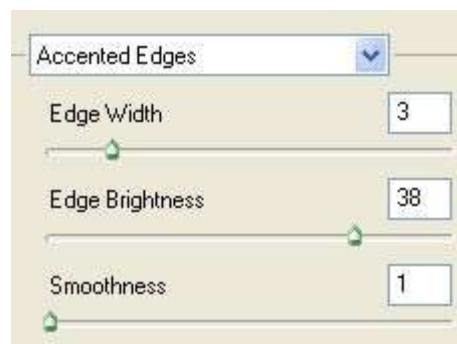 Accented Edges
Edge Width 3
Edge Brightness 38
Smoothness 1